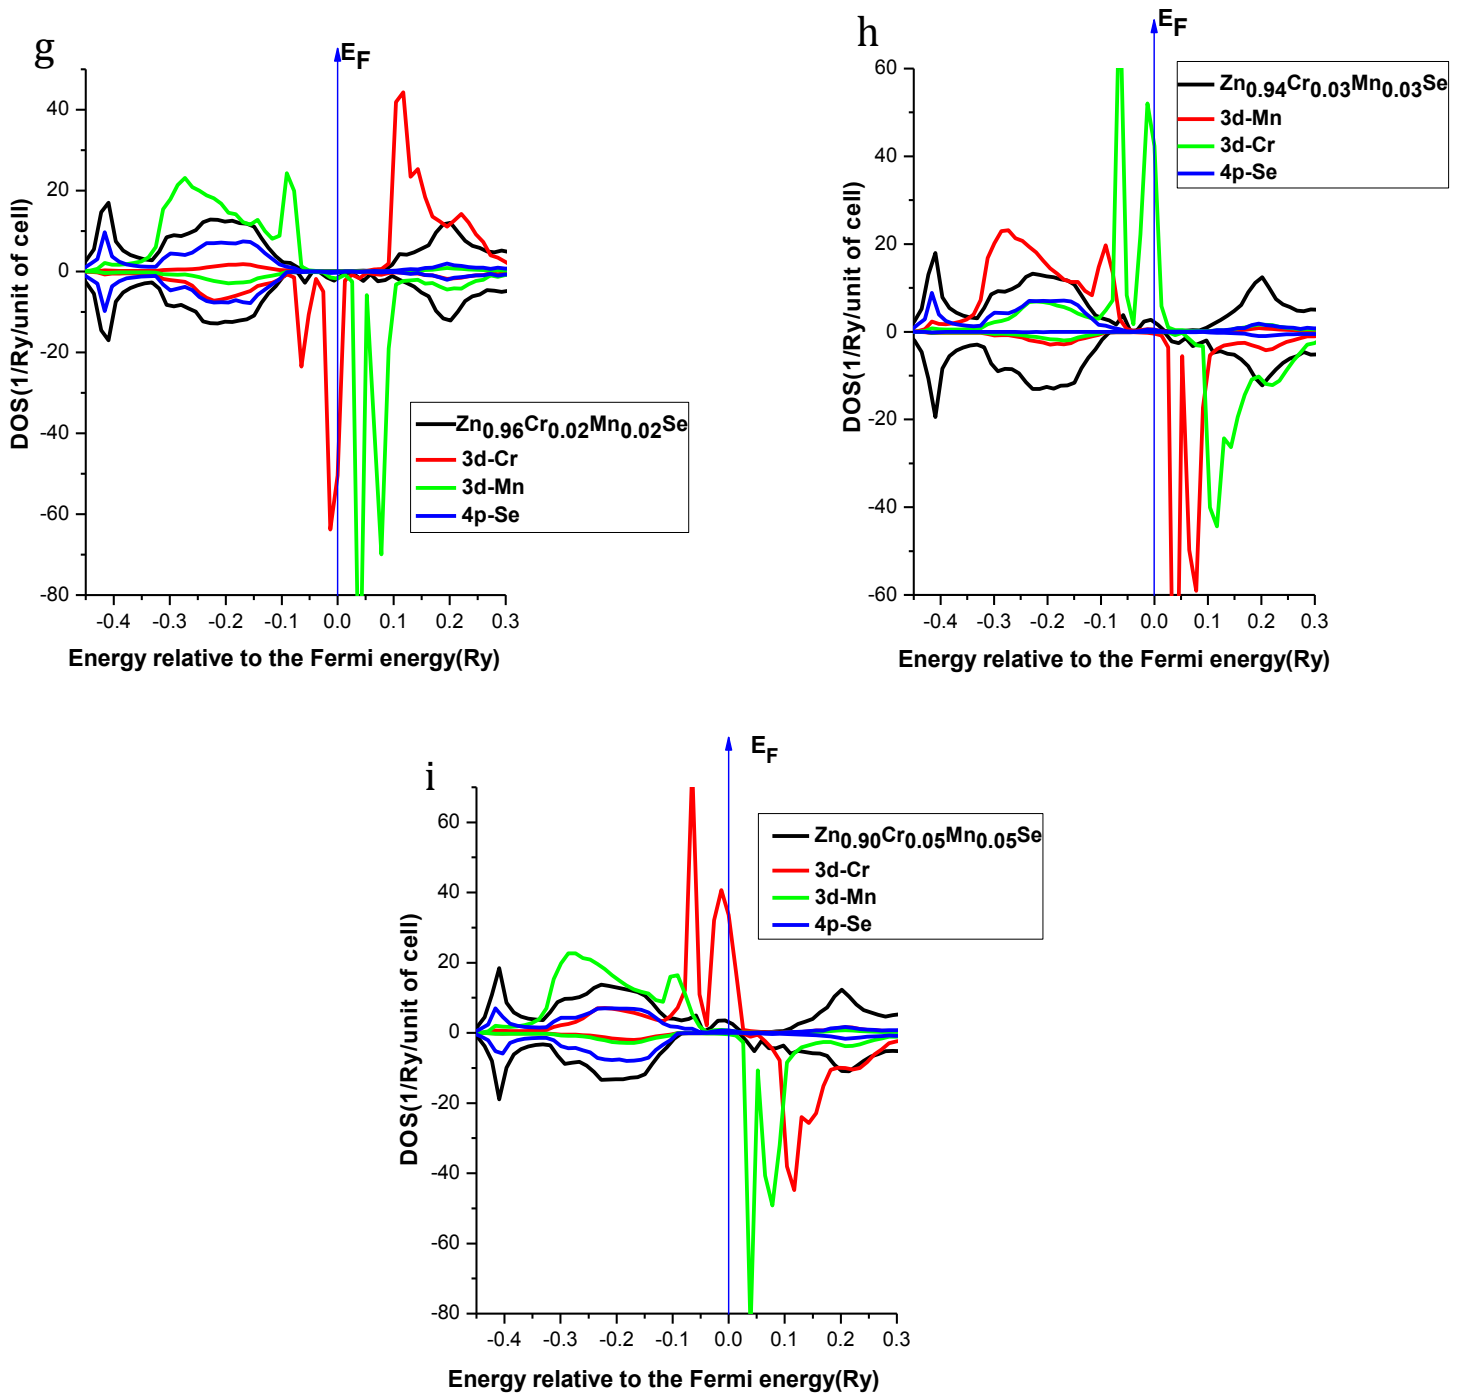 g
E_F
DOS(1/Ry/unit of cell)
40
20
0
-20
-40
-60
-80
Zn0.96Cr0.02Mn0.02Se
3d-Cr
3d-Mn
4p-Se
-0.4 -0.3 -0.2 -0.1 0.0 0.1 0.2 0.3
Energy relative to the Fermi energy(Ry)
h
E_F
DOS(1/Ry/unit of cell)
60
40
20
0
-20
-40
-60
Zn0.94Cr0.03Mn0.03Se
3d-Mn
3d-Cr
4p-Se
-0.4 -0.3 -0.2 -0.1 0.0 0.1 0.2 0.3
Energy relative to the Fermi energy(Ry)
i
E_F
DOS(1/Ry/unit of cell)
60
40
20
0
-20
-40
-60
-80
Zn0.90Cr0.05Mn0.05Se
3d-Cr
3d-Mn
4p-Se
-0.4 -0.3 -0.2 -0.1 0.0 0.1 0.2 0.3
Energy relative to the Fermi energy(Ry)